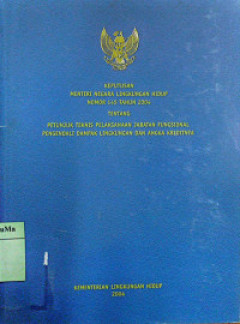 KEPUTUSAN
MENTERI NEGARA LINGKUNGAN HIDUP
NOMOR TAHUN 2004
TENTANG
PETUNJUK TEKNIS PELAKSANAAN JABATAN FUNGSIONAL
PENGENDALI DAMPAK LINGKUNGAN DAN ANGKA KREDITNYA
uMu
KEMENTERIAN LINGKUNGAN HIDUP
2004